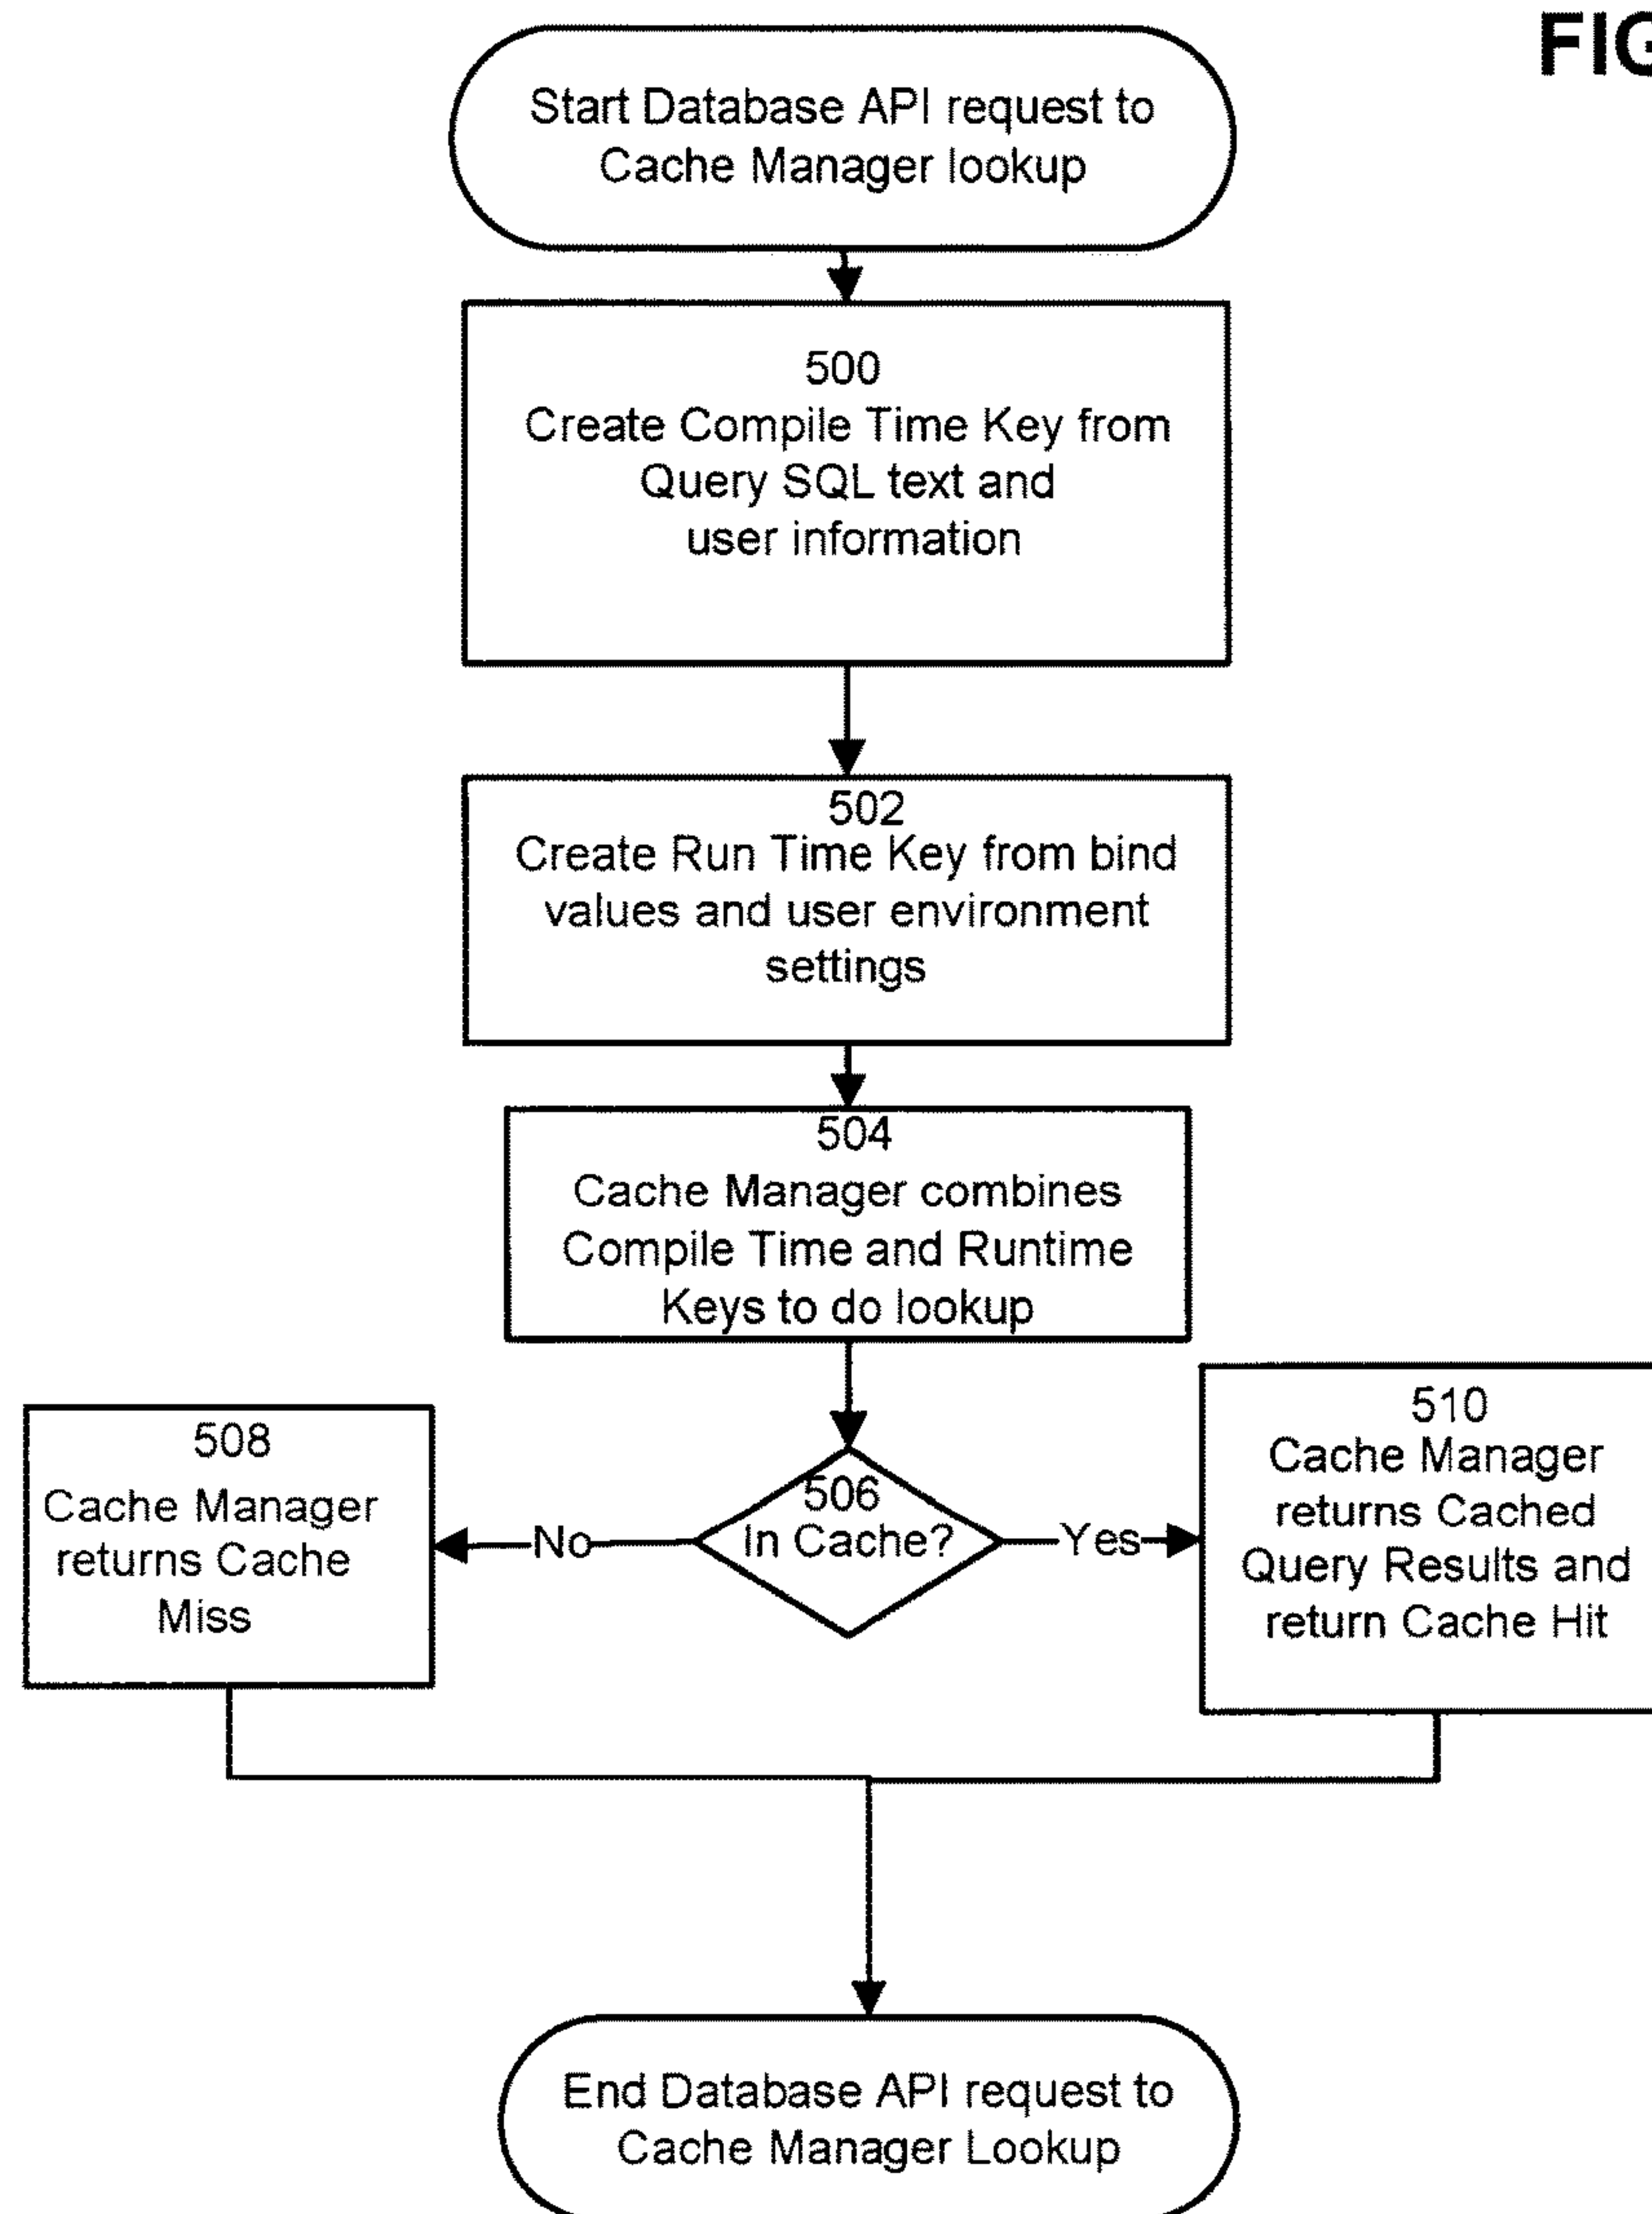 FIG
Start Database API request to
Cache Manager lookup
500
Create Compile Time Key from
Query SQL text and
user information
502
Create Run Time Key from bind
values and user environment
settings
504
Cache Manager combines
Compile Time and Runtime
Keys to do lookup
506
In Cache?
No
Yes
508
Cache Manager
returns Cache
Miss
510
Cache Manager
returns Cached
Query Results and
return Cache Hit
End Database API request to
Cache Manager Lookup